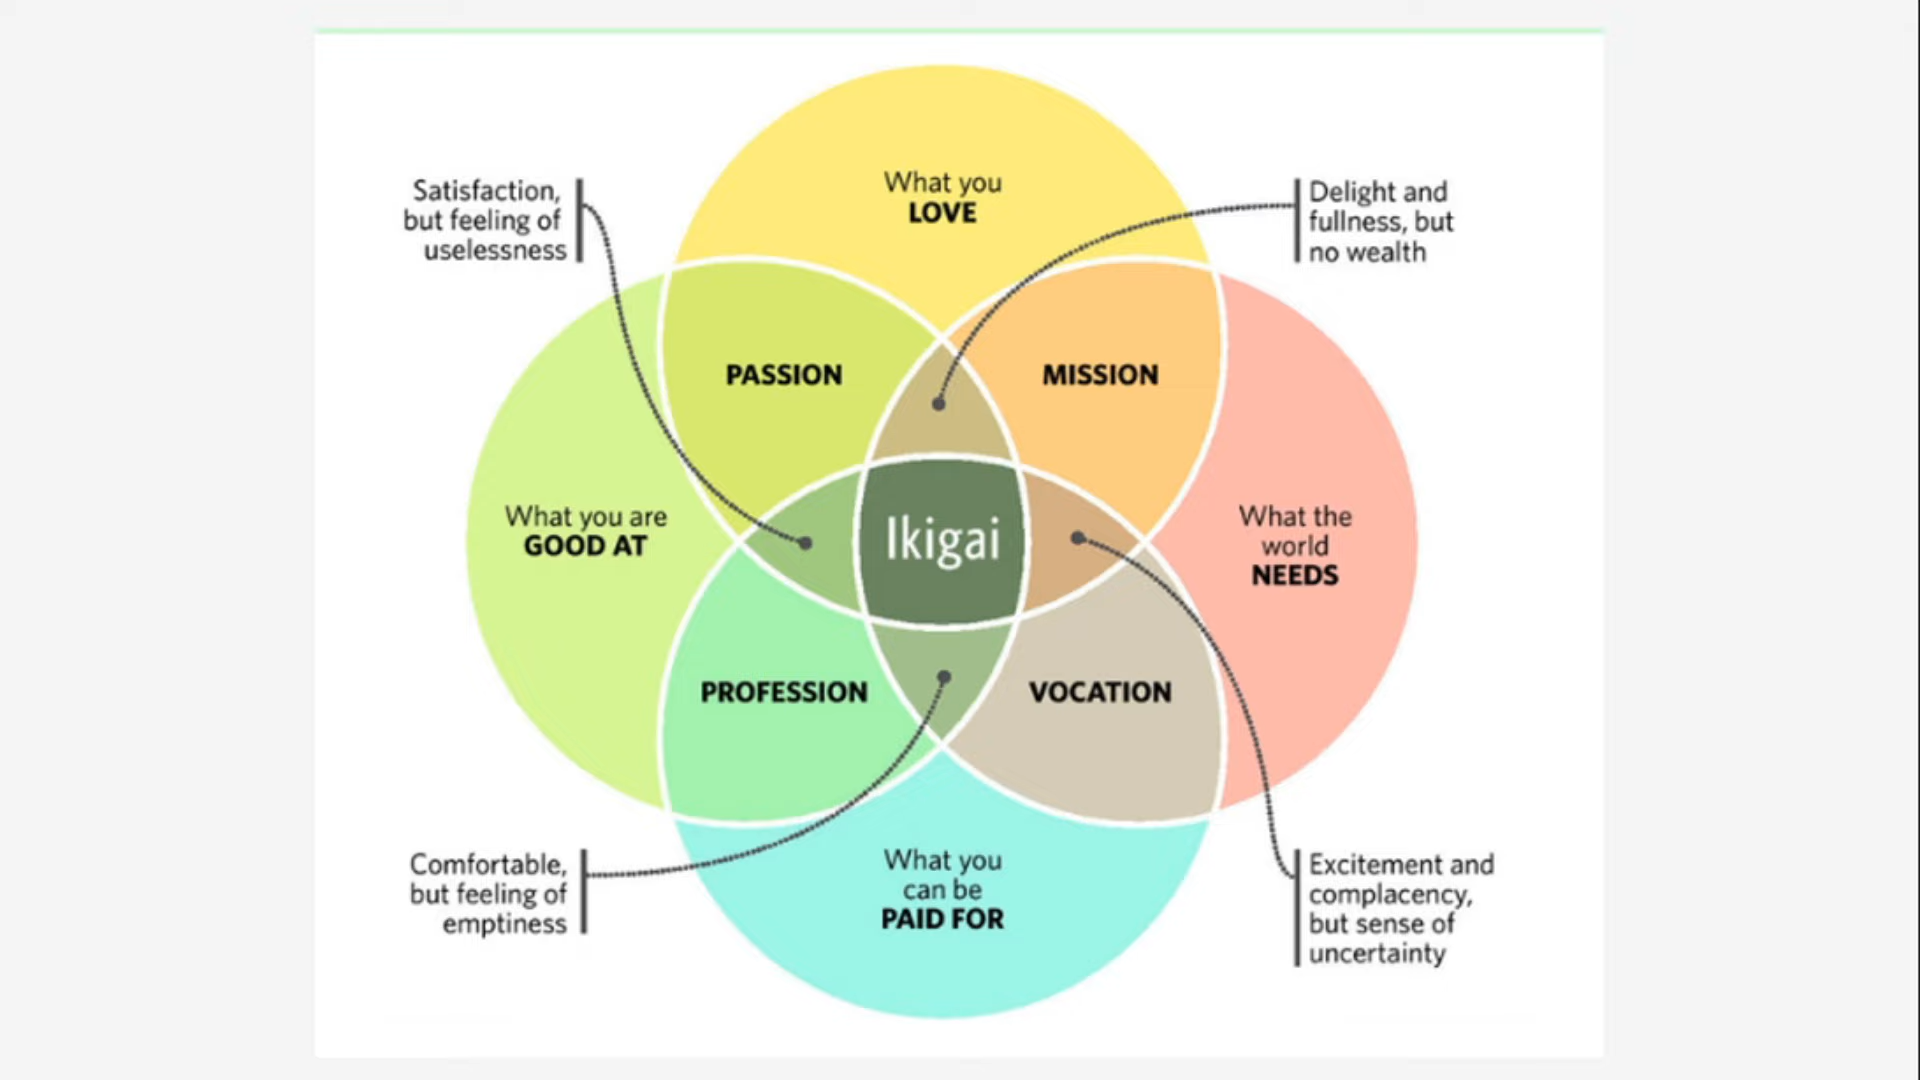 What you
LOVE
Satisfaction,
but feeling of
uselessness
Delight and
fullness, but
no wealth
PASSION
MISSION
What you are
GOOD AT
Ikigai
What the
world
NEEDS
PROFESSION
VOCATION
Comfortable,
but feeling of
emptiness
What you
can be
PAID FOR
Excitement and
complacency,
but sense of
uncertainty